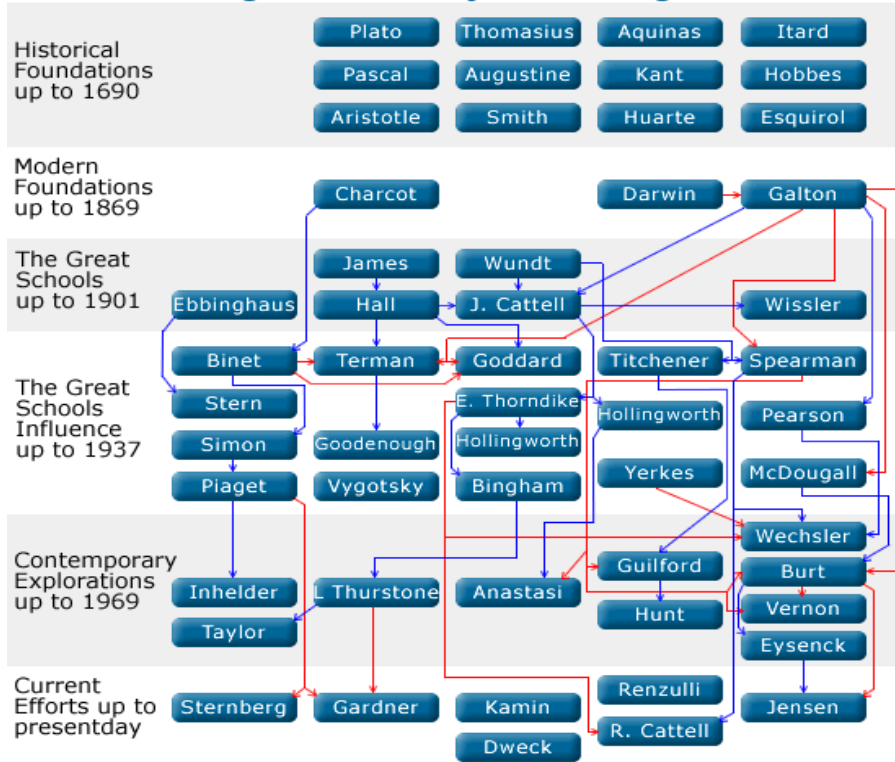 Historical
Foundations
up to 1690
Plato
Thomasius
Aquinas
Itard
Pascal
Augustine
Kant
Hobbes
Aristotle
Smith
Huarte
Esquirol
Modern
Foundations
up to 1869
Charcot
Darwin
Galton
The Great
Schools
up to 1901
James
Wundt
Ebbinghaus
Hall
J. Cattell
Wissler
The Great
Schools
Influence
up to 1937
Binet
Terman
Goddard
Titchener
Spearman
Stern
E. Thorndike
Hollingworth
Pearson
Simon
Goodenough
Hollingworth
Piaget
Vygotsky
Bingham
Yerkes
McDougall
Contemporary
Explorations
up to 1969
Wechsler
Guilford
Burt
Inhelder
L Thurstone
Anastasi
Hunt
Vernon
Taylor
Eysenck
Current
Efforts up to
presentday
Sternberg
Gardner
Kamin
Renzulli
Jensen
Dweck
R. Cattell